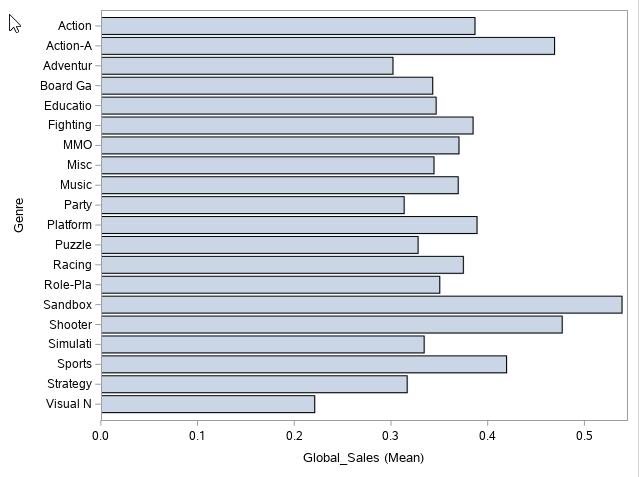 Genre
Action
Action-A
Adventur
Board Ga
Educatio
Fighting
MMO
Misc
Music
Party
Platform
Puzzle
Racing
Role-Pla
Sandbox
Shooter
Simulati
Sports
Strategy
Visual N
0.0 0.1 0.2 0.3 0.4 0.5
Global_Sales (Mean)